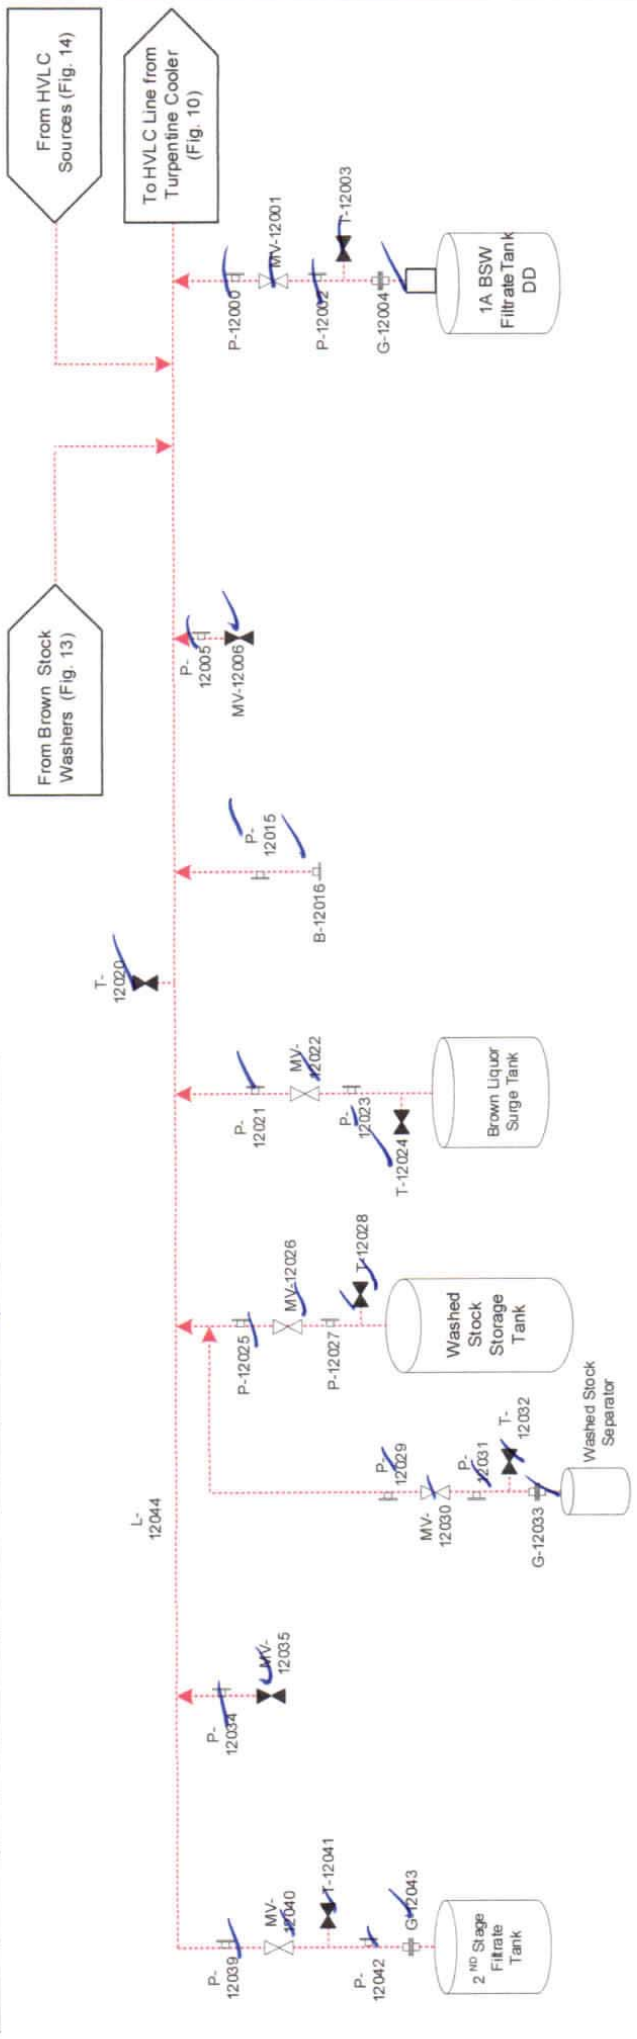 From HVLC
Sources (Fig. 14)
To HVLC Line from
Turpentine Cooler
(Fig. 10)
From Brown Stock
Washers (Fig. 13)
L-
12044
P-
12039
MV-
12040
T-12041
P-
12042
G-12043
2ND Stage
Filtrate
Tank
P-
12034
MV-
12035
P-
12029
MV-
12030
P-
12031
T-
12032
G-12033
Washed Stock
Separator
P-12025
MV-12026
P-12027
T-12028
Washed
Stock
Storage
Tank
P-
12021
MV-
12022
P-
12023
T-12024
Brown Liquor
Surge Tank
T-
12020
P-
12015
B-12016
P-
12005
MV-12006
P-12000
MV-12001
P-12002
T-12003
G-12004
1A BSW
Filtrate Tank
DD